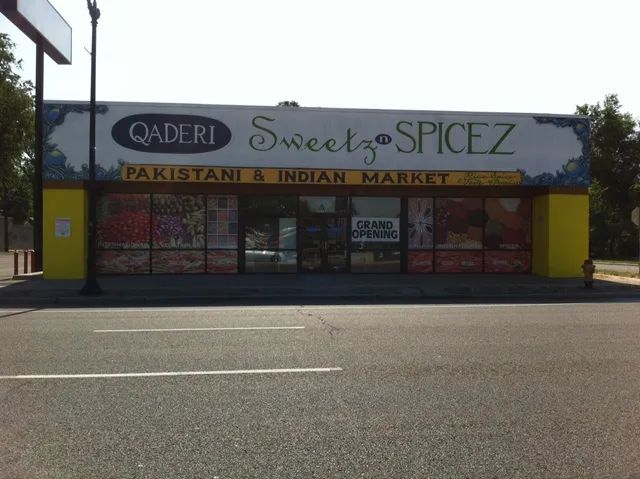 QADERI Sweetz n SPICEZ
PAKISTANI & INDIAN MARKET
GRAND
OPENING